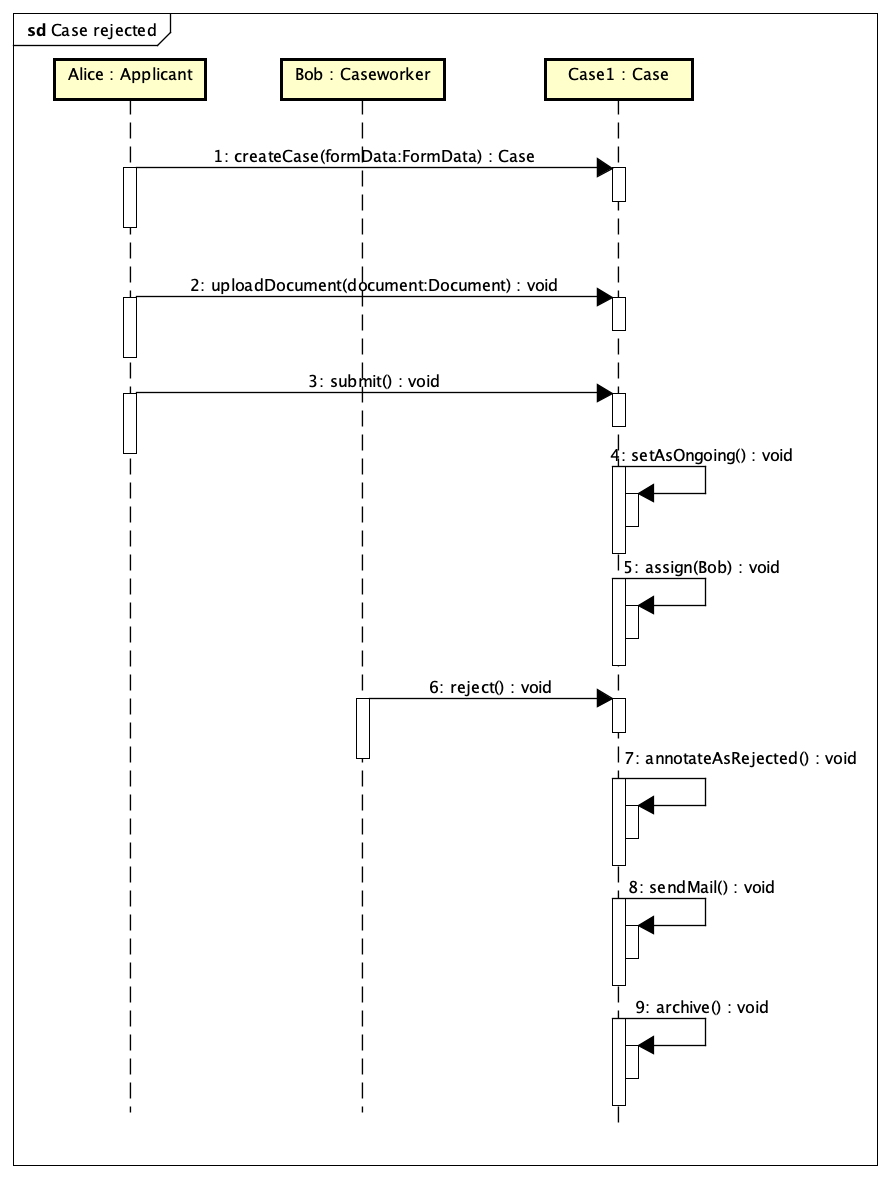 sd Case rejected
Alice : Applicant
Bob : Caseworker
Case1 : Case
1: createCase(formData:FormData) : Case
2: uploadDocument(document:Document) : void
3: submit() : void
4: setAsOngoing() : void
5: assign(Bob) : void
6: reject() : void
7: annotateAsRejected() : void
8: sendMail() : void
9: archive() : void